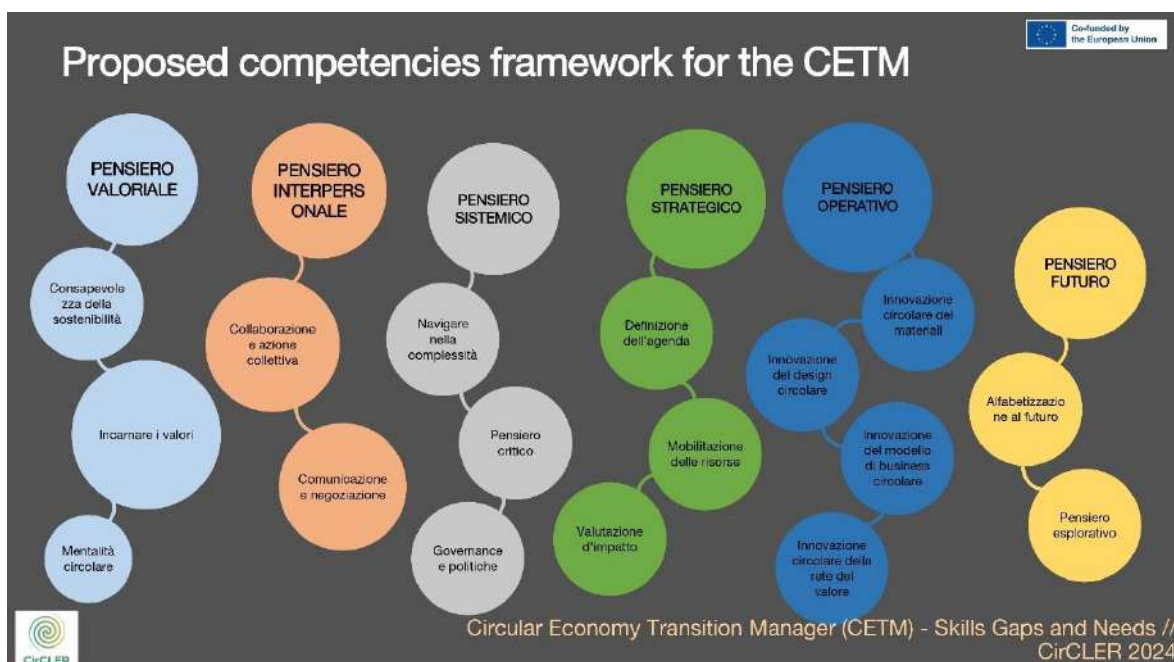 Co-funded by
the European Union
Proposed competencies framework for the CETM
PENSIERO
VALORIALE
Consapevole
zza della
sostenibilità
Incarnare i valori
Mentalità
circolare
PENSIERO
INTERPERS
ONALE
Collaborazione
e azione
collettiva
Comunicazione
e negoziazione
PENSIERO
SISTEMICO
Navigare
nella
complessità
Pensiero
critico
Governance
e politiche
PENSIERO
STRATEGICO
Definizione
dell'agenda
Mobilitazione
delle risorse
Valutazione
d'impatto
PENSIERO
OPERATIVO
Innovazione
circolare dei
materiali
Innovazione
del design
circolare
Innovazione
del modello
di business
circolare
Innovazione
circolare della
rete del
valore
PENSIERO
FUTURO
Alfabetizzazio
ne al futuro
Pensiero
esplorativo
Circular Economy Transition Manager (CETM) - Skills Gaps and Needs //
CirCLER 2024
CirCLER